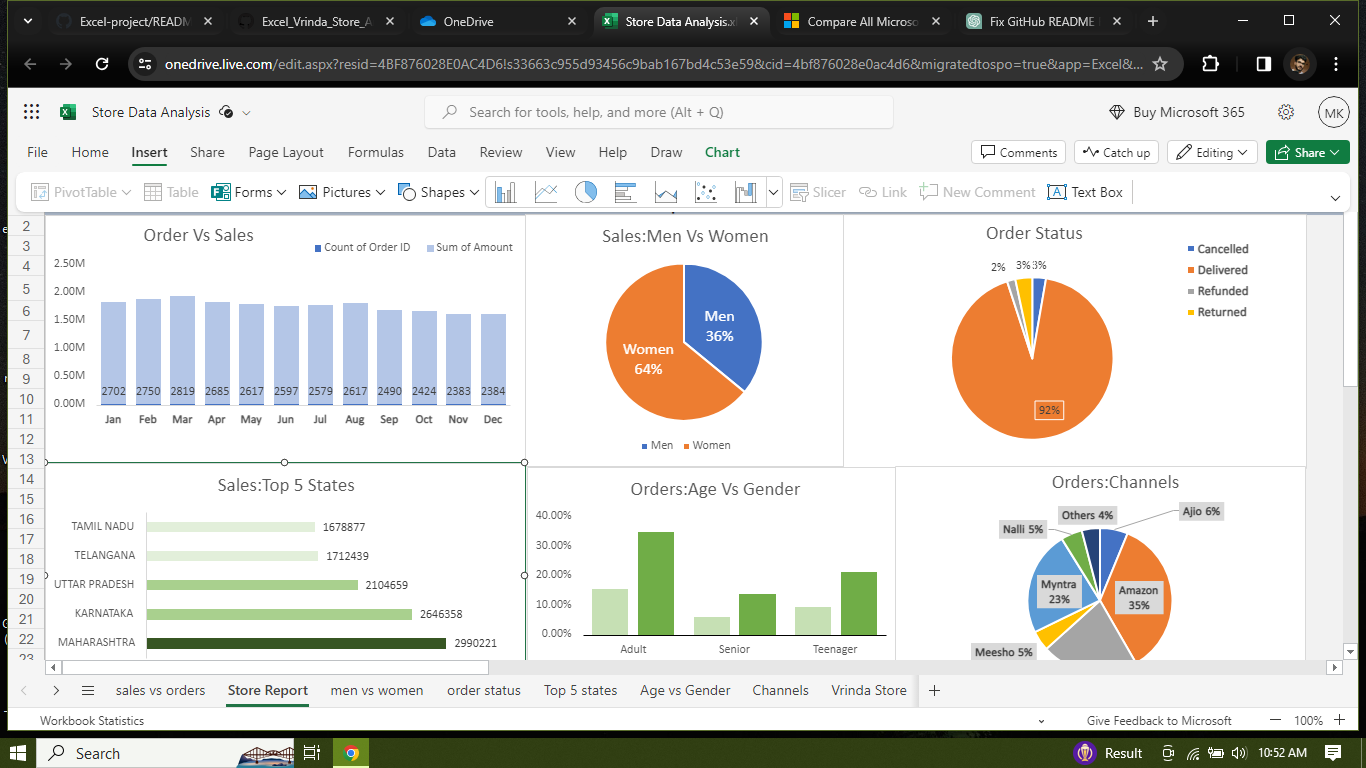 Excel-project/READM
Excel_Vrinda_Store_A
OneDrive
Store Data Analysis.xl
Compare All Microso
Fix GitHub README
onedrive.live.com/edit.aspx?resid=4BF876028E0AC4D6!s33663c955d93456c9bab167bd4c53e59&cid=4bf876028e0ac4d6&migratedtospo=true&app=Excel&...
Store Data Analysis
Search for tools, help, and more (Alt + Q)
Buy Microsoft 365
MK
File Home Insert Share Page Layout Formulas Data Review View Help Draw Chart
Comments Catch up Editing Share
PivotTable Table Forms Pictures Shapes Slicer Link New Comment Text Box
2
3
4
5
6
7
8
9
10
11
12
13
14
15
16
17
18
19
20
21
22
23
Order Vs Sales
Count of Order ID Sum of Amount
2.50M
2.00M
1.50M
1.00M
0.50M
0.00M
2702 2750 2819 2685 2617 2597 2579 2617 2490 2424 2383 2384
Jan Feb Mar Apr May Jun Jul Aug Sep Oct Nov Dec
Sales:Men Vs Women
Men
36%
Women
64%
Men Women
Order Status
2% 3% 3%
92%
Cancelled
Delivered
Refunded
Returned
Sales:Top 5 States
TAMIL NADU 1678877
TELANGANA 1712439
UTTAR PRADESH 2104659
KARNATAKA 2646358
MAHARASHTRA 2990221
Orders:Age Vs Gender
40.00%
30.00%
20.00%
10.00%
0.00%
Adult Senior Teenager
Orders:Channels
Others 4%
Ajio 6%
Nalli 5%
Myntra
23%
Amazon
35%
Meesho 5%
sales vs orders Store Report men vs women order status Top 5 states Age vs Gender Channels Vrinda Store
Workbook Statistics
Give Feedback to Microsoft
100%
Search
Result
10:52 AM